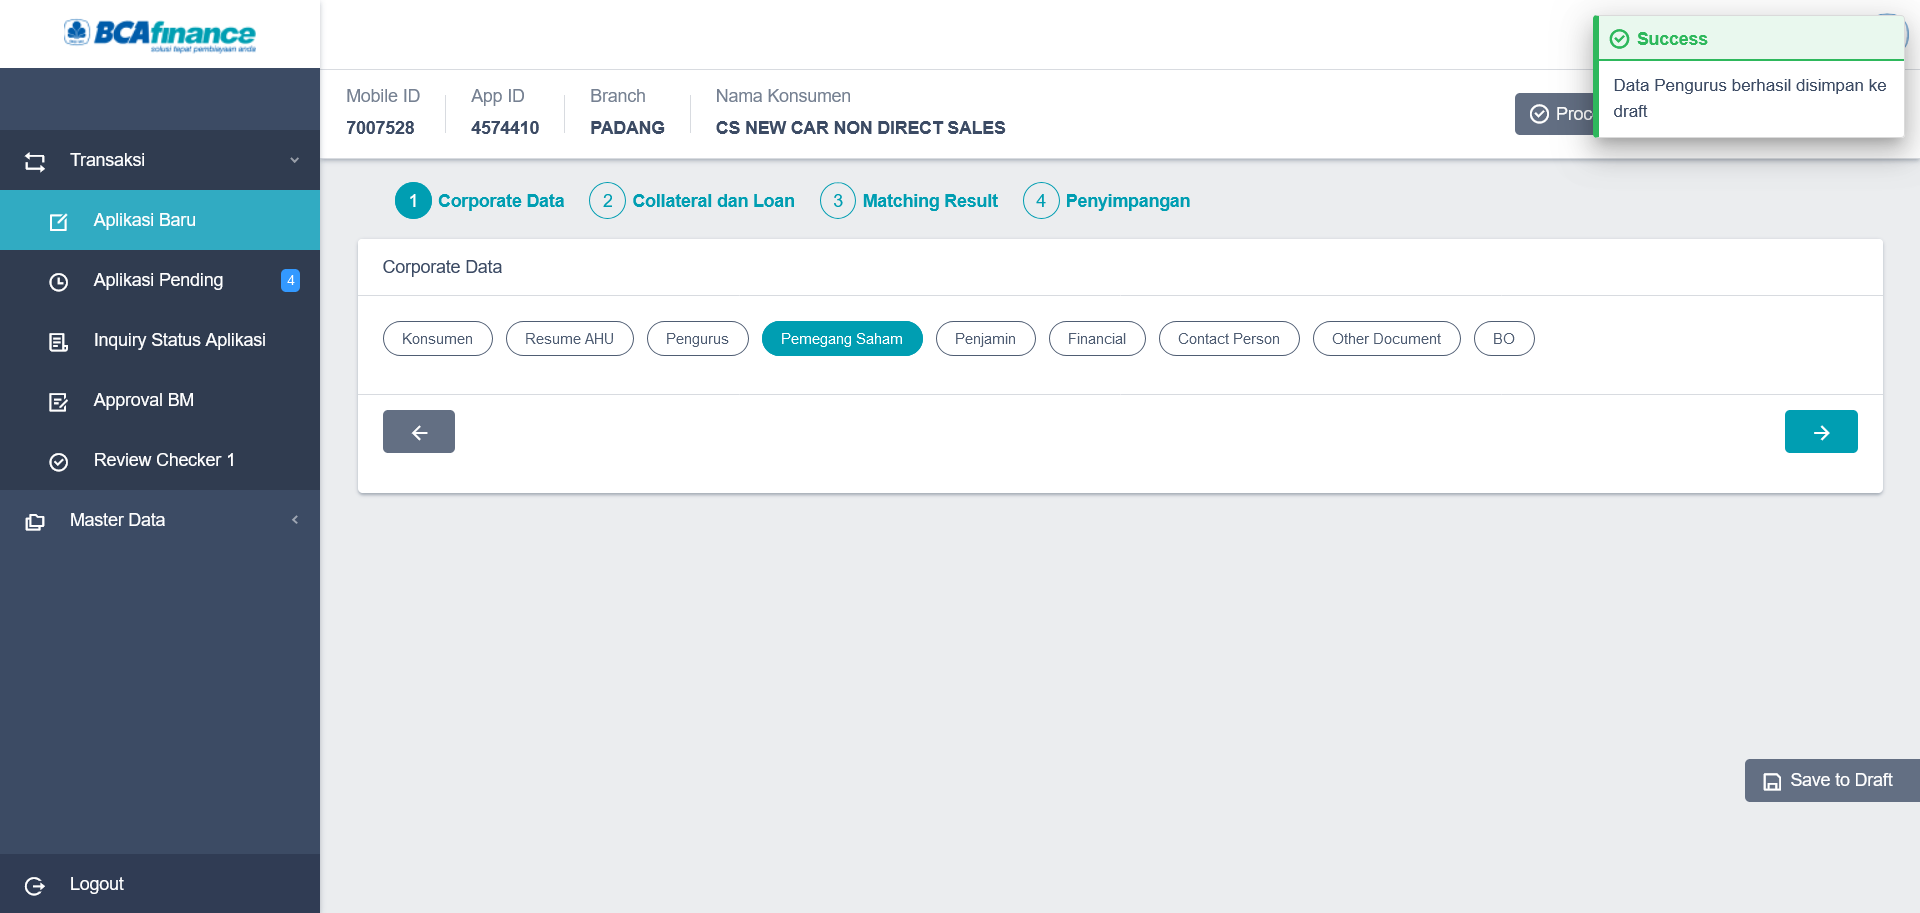 BCAfinance
solusi tepat pembiayaan anda
Transaksi
Aplikasi Baru
Aplikasi Pending
4
Inquiry Status Aplikasi
Approval BM
Review Checker 1
Master Data
Logout
Mobile ID
7007528
App ID
4574410
Branch
PADANG
Nama Konsumen
CS NEW CAR NON DIRECT SALES
Proc
Success
Data Pengurus berhasil disimpan ke
draft
1 Corporate Data 2 Collateral dan Loan 3 Matching Result 4 Penyimpangan
Corporate Data
Konsumen Resume AHU Pengurus Pemegang Saham Penjamin Financial Contact Person Other Document BO
Save to Draft